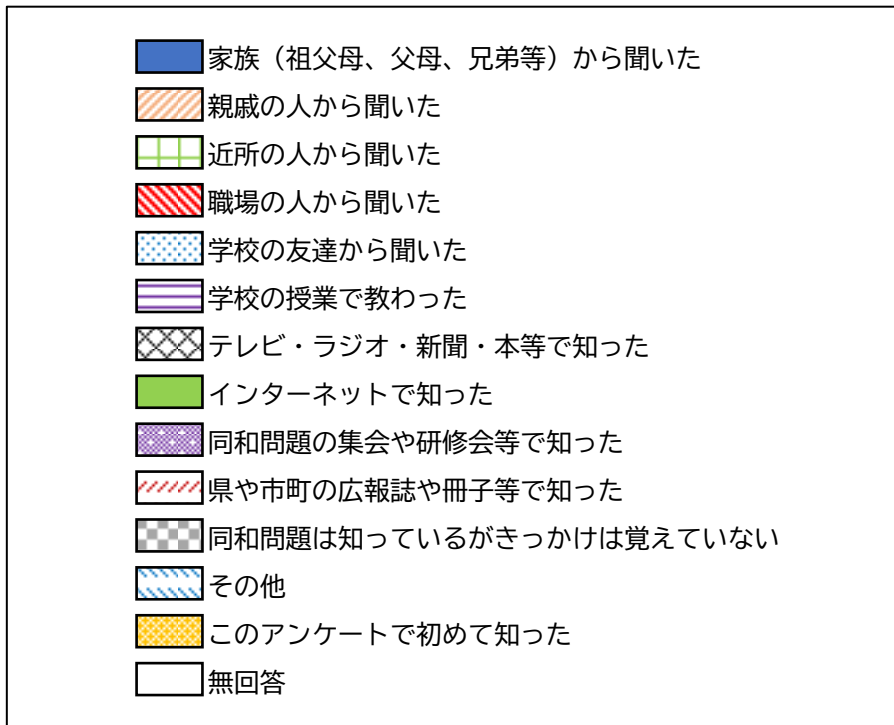 家族（祖父母、父母、兄弟等）から聞いた
親戚の人から聞いた
近所の人から聞いた
職場の人から聞いた
学校の友達から聞いた
学校の授業で教わった
テレビ・ラジオ・新聞・本等で知った
インターネットで知った
同和問題の集会や研修会等で知った
県や市町の広報誌や冊子等で知った
同和問題は知っているがきっかけは覚えていない
その他
このアンケートで初めて知った
無回答